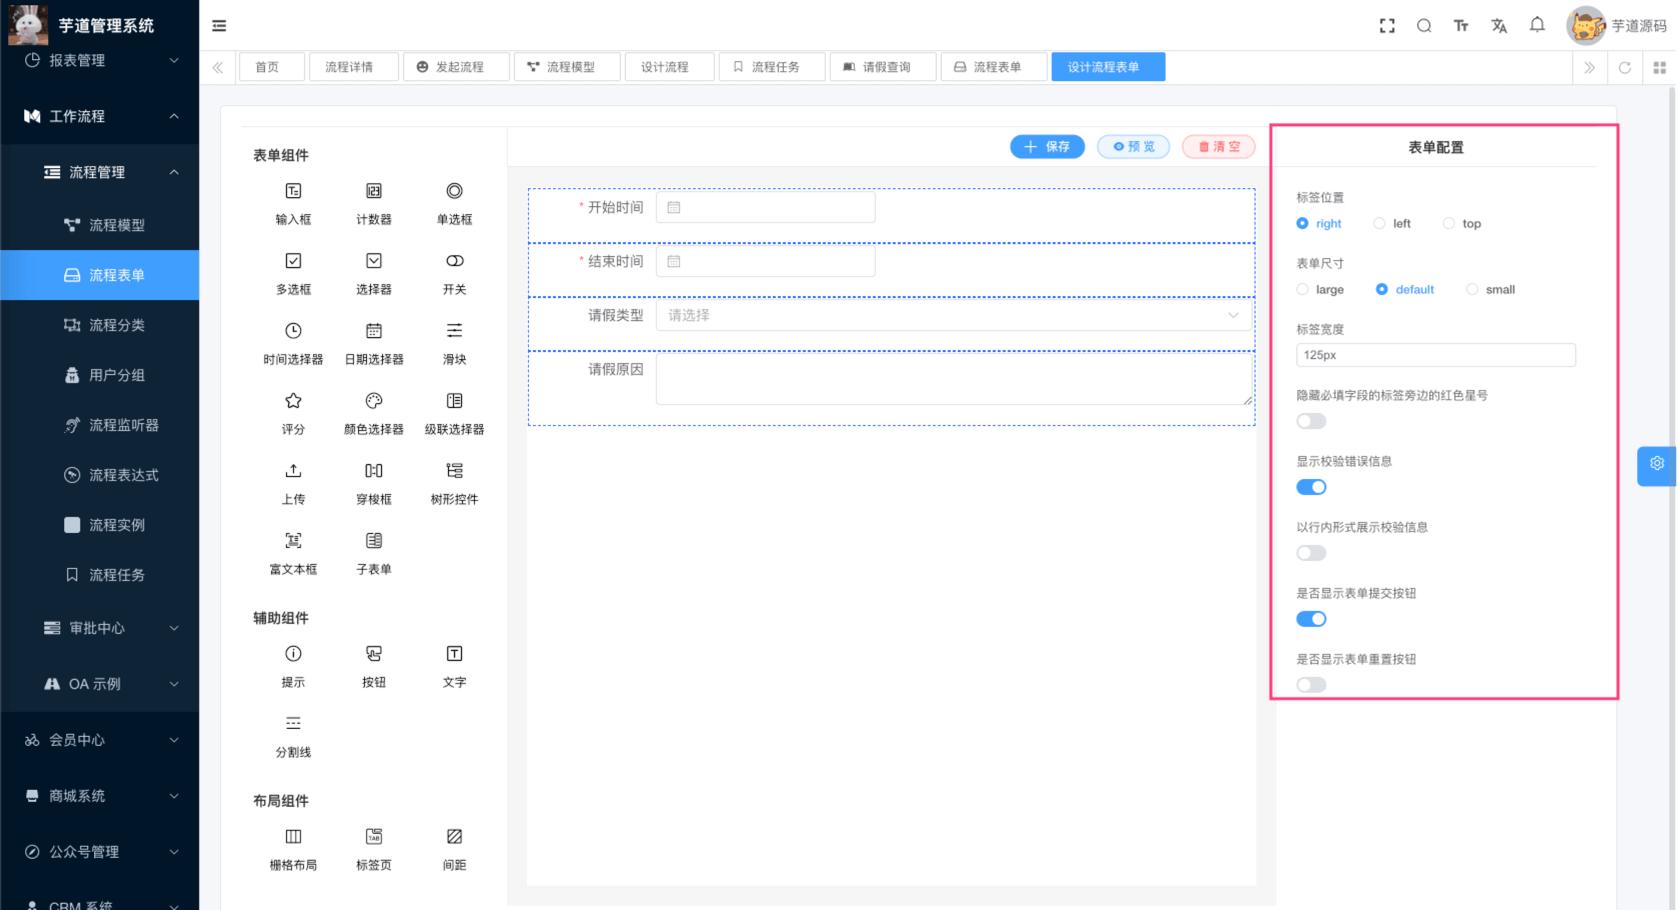 芋道管理系统
芋道源码
报表管理
工作流程
流程管理
流程模型
流程表单
流程分类
用户分组
流程监听器
流程表达式
流程实例
流程任务
审批中心
OA 示例
会员中心
商城系统
公众号管理
CRM 系统
首页
流程详情
发起流程
流程模型
设计流程
流程任务
请假查询
流程表单
设计流程表单
表单组件
输入框
计数器
单选框
多选框
选择器
开关
时间选择器
日期选择器
滑块
评分
颜色选择器
级联选择器
上传
穿梭框
树形控件
富文本框
子表单
辅助组件
提示
按钮
文字
分割线
布局组件
栅格布局
标签页
间距
保存
预览
清空
* 开始时间
* 结束时间
请假类型
请选择
请假原因
表单配置
标签位置
right left top
表单尺寸
large default small
标签宽度
125px
隐藏必填字段的标签旁边的红色星号
显示校验错误信息
以行内形式展示校验信息
是否显示表单提交按钮
是否显示表单重置按钮